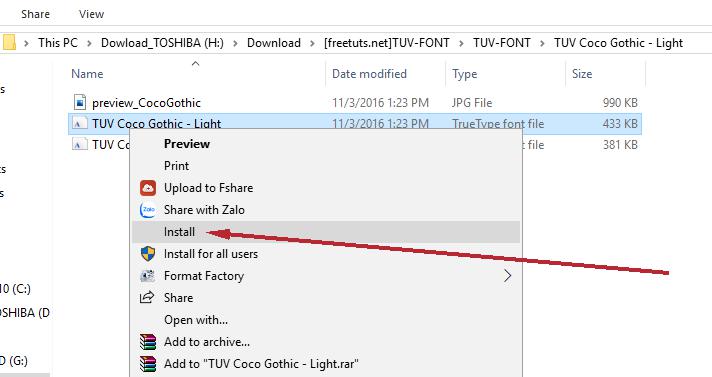 Share View
This PC Dowload_TOSHIBA (H:) Download [freetuts.net]TUV-FONT TUV-FONT TUV Coco Gothic - Light
Name Date Type Size
preview_CocoGothic 11/3/2016 1:23 PM JPG File 990 KB
TUV Coco Gothic - Light 11/3/2016 1:23 PM TrueType font file 433 KB
TUV Co t file 381 KB
Preview
Print
Upload to Fshare
Zalo Share with Zalo
Install
Install for all users
Format Factory
Share
Open with...
Add to archive...
Add to "TUV Coco Gothic - Light.rar"
s
ts
s
10 (C:)
OSHIBA (D
D (G:)